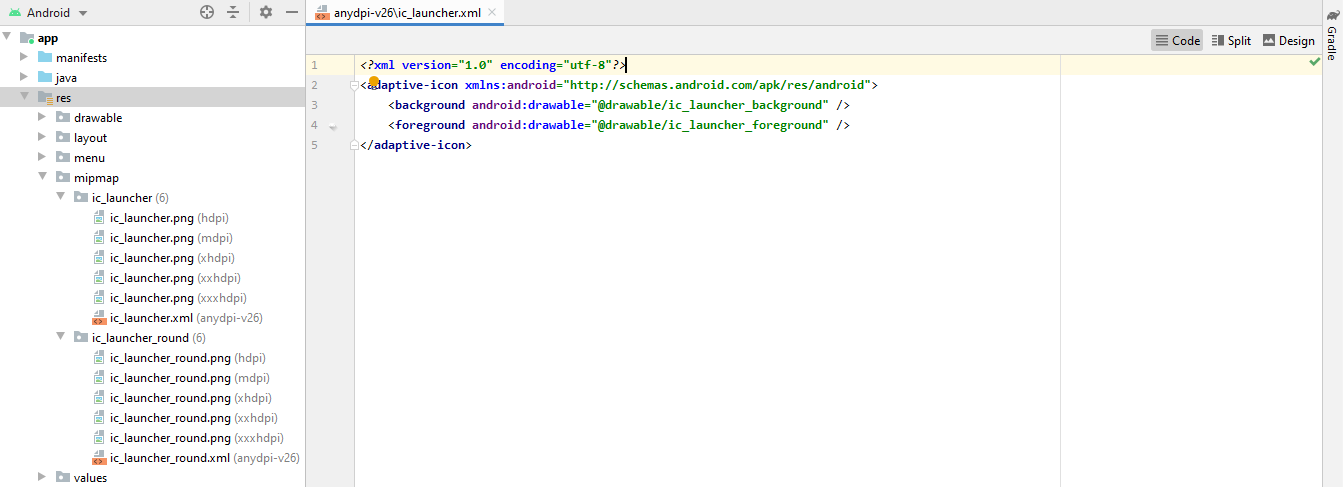 Android
anydpi-v26\ic_launcher.xml
Gradle
Code
Split
Design
app
manifests
java
res
drawable
layout
menu
mipmap
ic_launcher (6)
ic_launcher.png (hdpi)
ic_launcher.png (mdpi)
ic_launcher.png (xhdpi)
ic_launcher.png (xxhdpi)
ic_launcher.png (xxxhdpi)
ic_launcher.xml (anydpi-v26)
ic_launcher_round (6)
ic_launcher_round.png (hdpi)
ic_launcher_round.png (mdpi)
ic_launcher_round.png (xhdpi)
ic_launcher_round.png (xxhdpi)
ic_launcher_round.png (xxxhdpi)
ic_launcher_round.xml (anydpi-v26)
values
1 <?xml version="1.0" encoding="utf-8"?>
2 <adaptive-icon xmlns:android="http://schemas.android.com/apk/res/android">
3 <background android:drawable="@drawable/ic_launcher_background" />
4 <foreground android:drawable="@drawable/ic_launcher_foreground" />
5 </adaptive-icon>